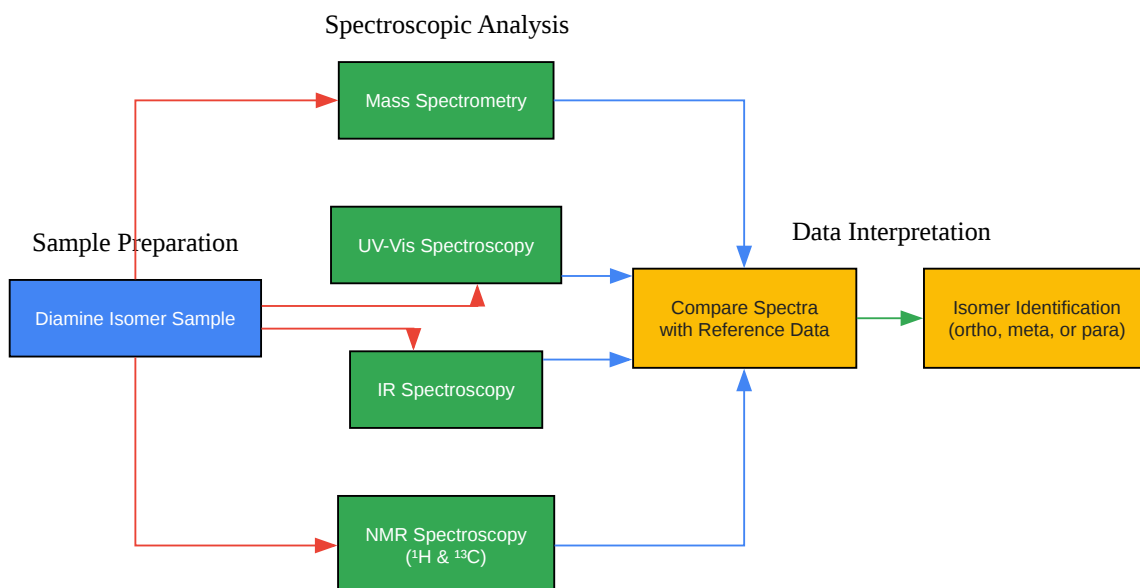 Spectroscopic Analysis
Mass Spectrometry
Sample Preparation
UV-Vis Spectroscopy
Data Interpretation
Diamine Isomer Sample
Compare Spectra
with Reference Data
Isomer Identification
(ortho, meta, or para)
IR Spectroscopy
NMR Spectroscopy
(¹H & ¹³C)